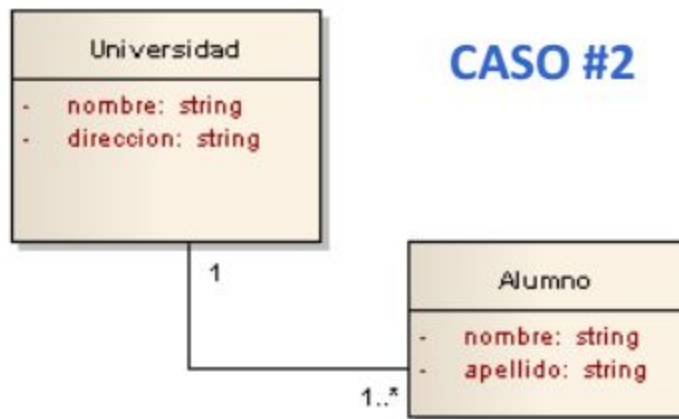 Universidad
- nombre: string
- direccion: string
CASO #2
1
Alumno
- nombre: string
- apellido: string
1..*